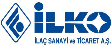 İLKO
İLAÇ SANAYİ ve TİCARET A.Ş.